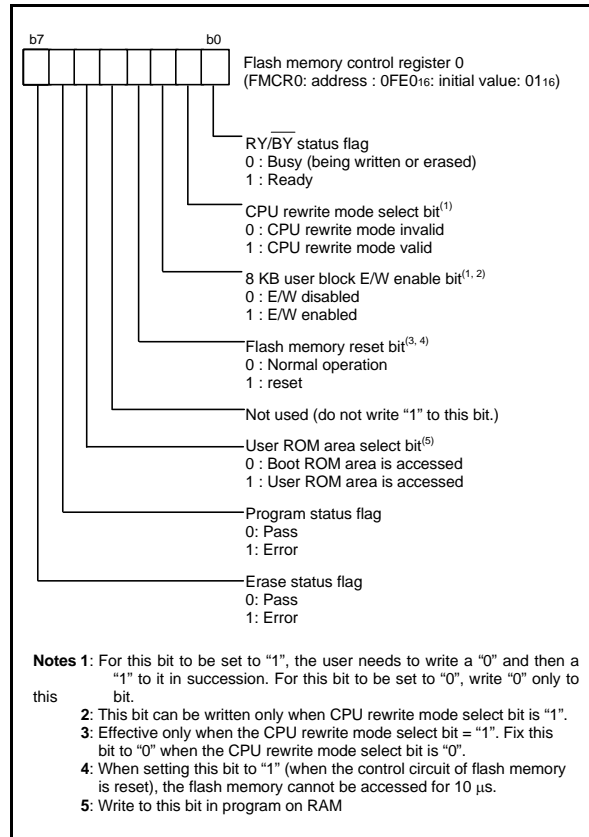 b7 b0
Flash memory control register 0
(FMCR0: address : 0FE016: initial value: 0116)
RY/BY status flag
0 : Busy (being written or erased)
1 : Ready
CPU rewrite mode select bit(1)
0 : CPU rewrite mode invalid
1 : CPU rewrite mode valid
8 KB user block E/W enable bit(1, 2)
0 : E/W disabled
1 : E/W enabled
Flash memory reset bit(3, 4)
0 : Normal operation
1 : reset
Not used (do not write “1” to this bit.)
User ROM area select bit(5)
0 : Boot ROM area is accessed
1 : User ROM area is accessed
Program status flag
0: Pass
1: Error
Erase status flag
0: Pass
1: Error
Notes 1: For this bit to be set to “1”, the user needs to write a “0” and then a
“1” to it in succession. For this bit to be set to “0”, write “0” only to
this bit.
2: This bit can be written only when CPU rewrite mode select bit is “1”.
3: Effective only when the CPU rewrite mode select bit = “1”. Fix this
bit to “0” when the CPU rewrite mode select bit is “0”.
4: When setting this bit to “1” (when the control circuit of flash memory
is reset), the flash memory cannot be accessed for 10 μs.
5: Write to this bit in program on RAM